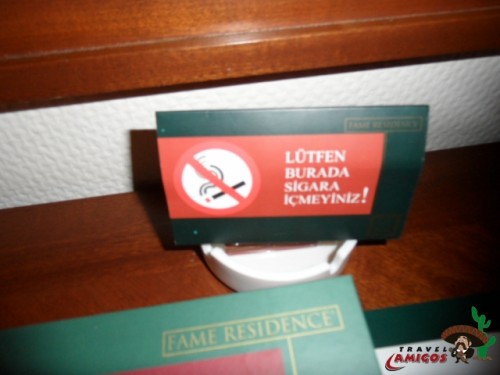 FAME RESIDENCE
LÜTFEN
BURADA
SİGARA
İÇMEYİNİZ!
FAME RESIDENCE
TRAVEL
AMIGOS